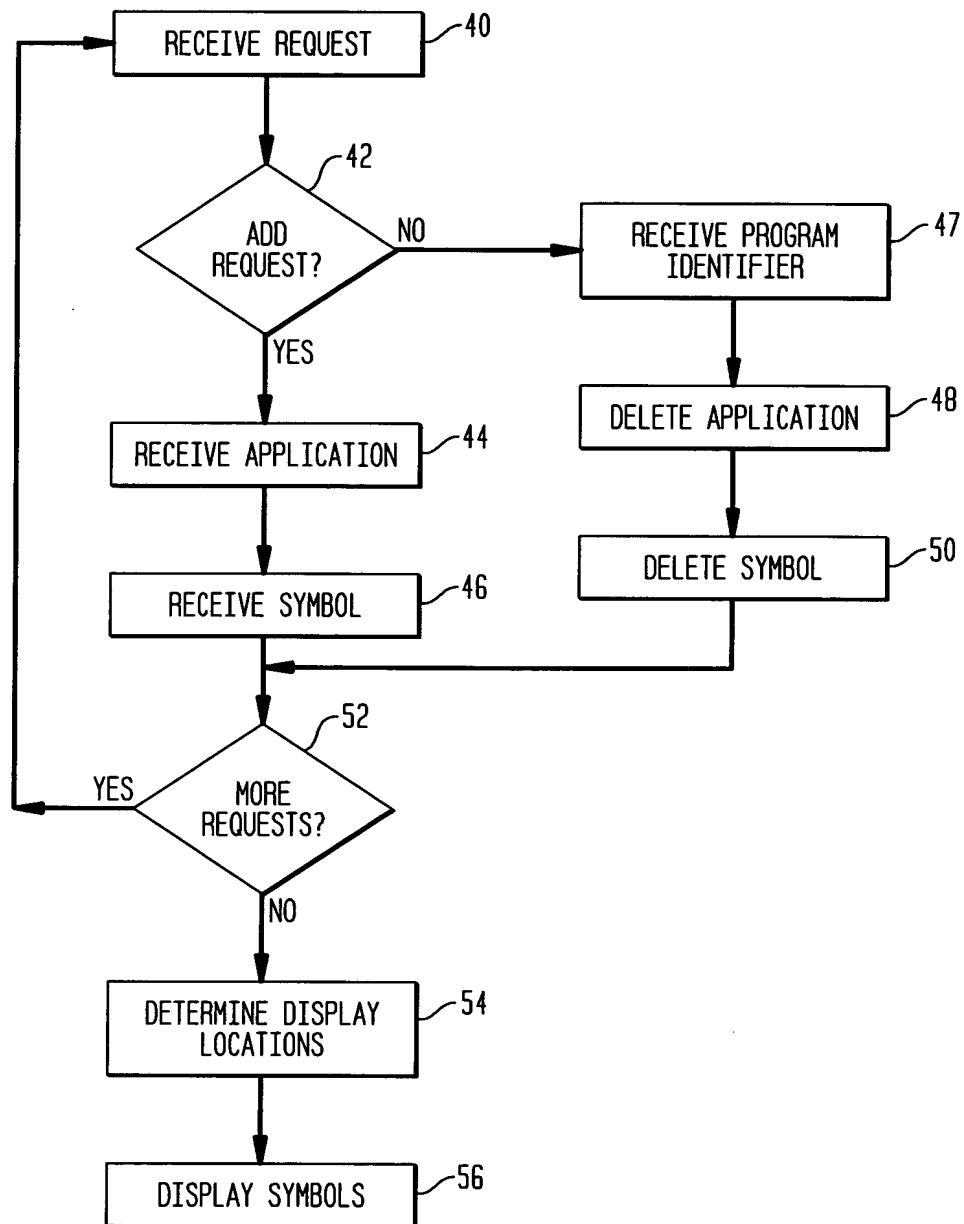 RECEIVE REQUEST
40
42
ADD
REQUEST?
NO
YES
RECEIVE PROGRAM
IDENTIFIER
47
RECEIVE APPLICATION
44
DELETE APPLICATION
48
RECEIVE SYMBOL
46
DELETE SYMBOL
50
52
MORE
REQUESTS?
YES
NO
DETERMINE DISPLAY
LOCATIONS
54
DISPLAY SYMBOLS
56